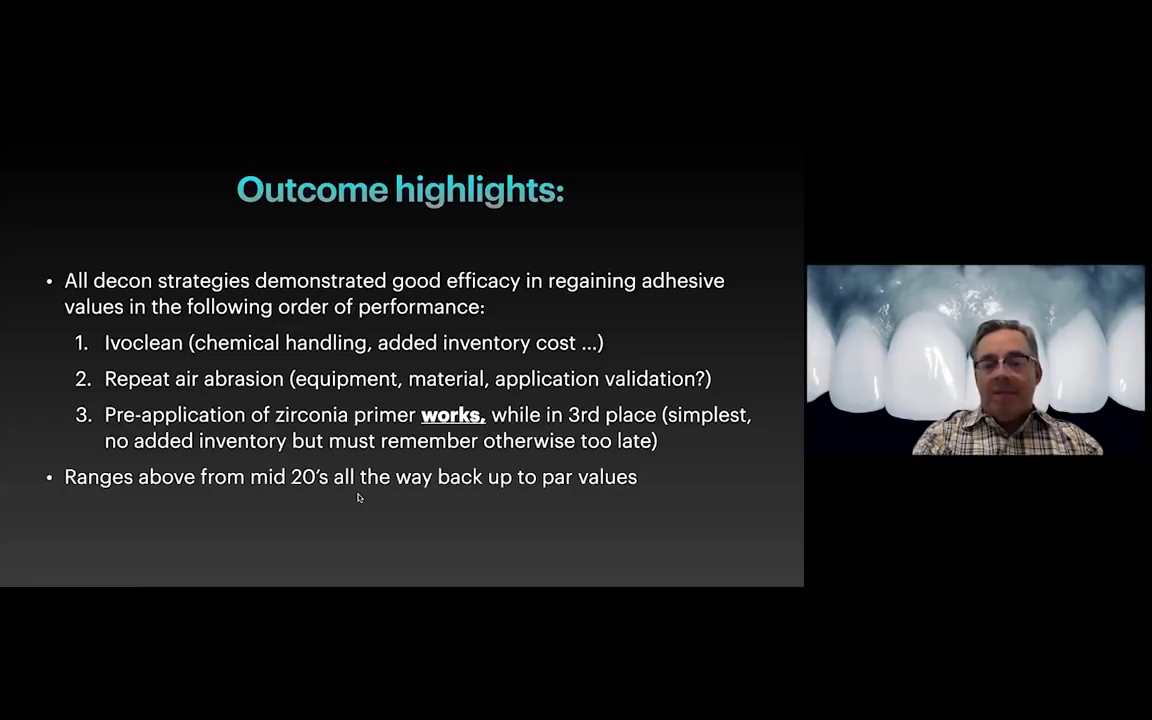 Outcome highlights:
• All decon strategies demonstrated good efficacy in regaining adhesive
values in the following order of performance:
1. Ivoclean (chemical handling, added inventory cost ...)
2. Repeat air abrasion (equipment, material, application validation?)
3. Pre-application of zirconia primer works, while in 3rd place (simplest,
no added inventory but must remember otherwise too late)
• Ranges above from mid 20's all the way back up to par values